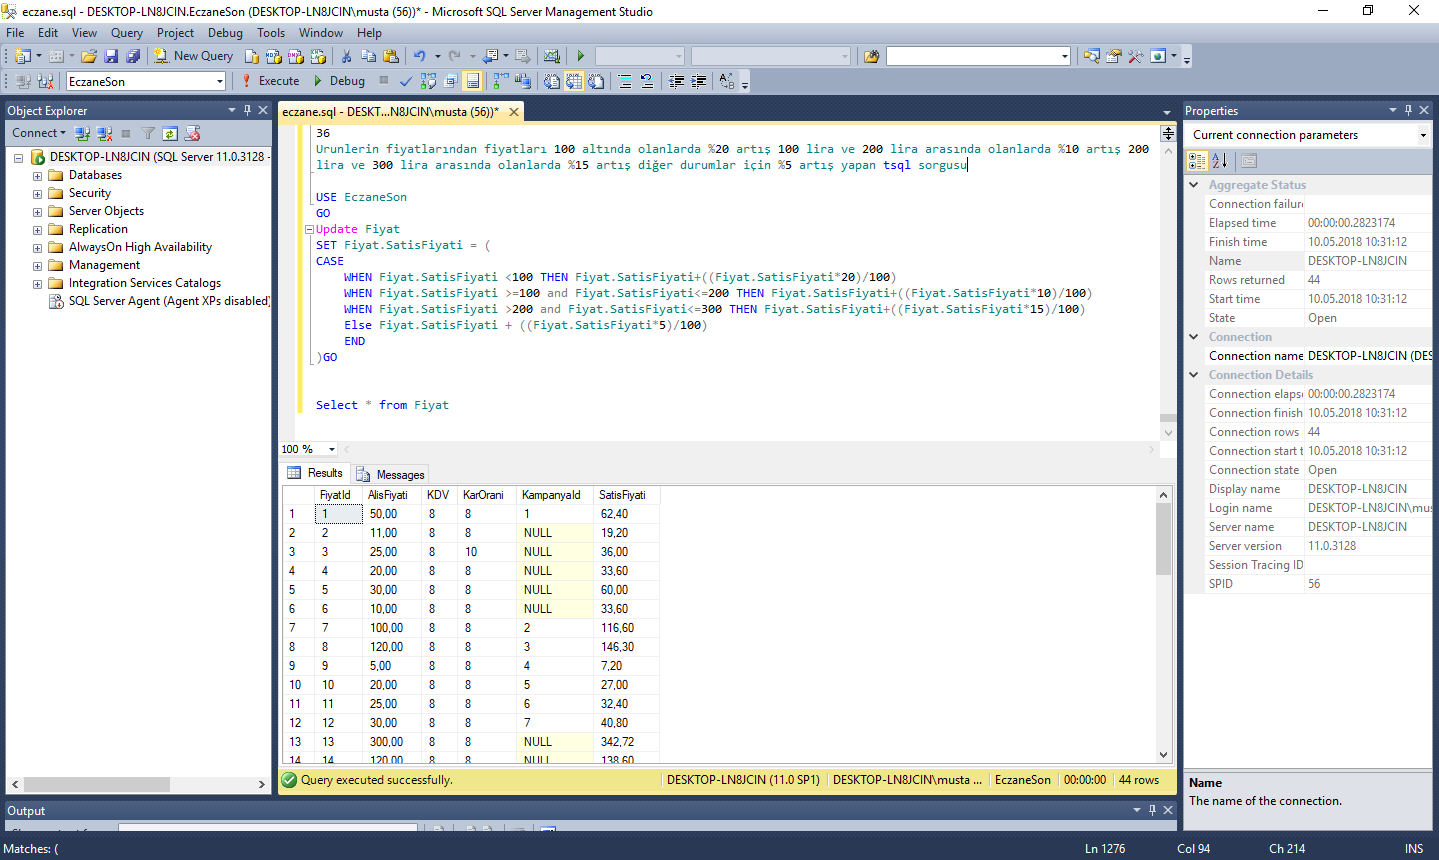 eczane.sql - DESKTOP-LN8JCIN.EczaneSon (DESKTOP-LN8JCIN\musta (56))* - Microsoft SQL Server Management Studio
File Edit View Query Project Debug Tools Window Help
New Query
EczaneSon Execute Debug
Object Explorer
Connect
DESKTOP-LN8JCIN (SQL Server 11.0.3128 -
Databases
Security
Server Objects
Replication
AlwaysOn High Availability
Management
Integration Services Catalogs
SQL Server Agent (Agent XPs disabled)
eczane.sql - DESKT...N8JCIN\musta (56))*
36
Urunlerin fiyatlarından fiyatları 100 altında olanlarda %20 artış 100 lira ve 200 lira arasında olanlarda %10 artış 200
lira ve 300 lira arasında olanlarda %15 artış diğer durumlar için %5 artış yapan tsql sorgusu
USE EczaneSon
GO
Update Fiyat
SET Fiyat.SatisFiyati = (
CASE
WHEN Fiyat.SatisFiyati <100 THEN Fiyat.SatisFiyati+((Fiyat.SatisFiyati*20)/100)
WHEN Fiyat.SatisFiyati >=100 and Fiyat.SatisFiyati<=200 THEN Fiyat.SatisFiyati+((Fiyat.SatisFiyati*10)/100)
WHEN Fiyat.SatisFiyati >200 and Fiyat.SatisFiyati<=300 THEN Fiyat.SatisFiyati+((Fiyat.SatisFiyati*15)/100)
Else Fiyat.SatisFiyati + ((Fiyat.SatisFiyati*5)/100)
END
)GO
Select * from Fiyat
100 %
Results Messages
FiyatId AlisFiyati KDV KarOrani KampanyaId SatisFiyati
1 1 50,00 8 8 1 62,40
2 2 11,00 8 8 NULL 19,20
3 3 25,00 8 10 NULL 36,00
4 4 20,00 8 8 NULL 33,60
5 5 30,00 8 8 NULL 60,00
6 6 10,00 8 8 NULL 33,60
7 7 100,00 8 8 2 116,60
8 8 120,00 8 8 3 146,30
9 9 5,00 8 8 4 7,20
10 10 20,00 8 8 5 27,00
11 11 25,00 8 8 6 32,40
12 12 30,00 8 8 7 40,80
13 13 300,00 8 8 NULL 342,72
14 14 120,00 8 8 NULL 138,60
Query executed successfully. DESKTOP-LN8JCIN (11.0 SP1) DESKTOP-LN8JCIN\musta ... EczaneSon 00:00:00 44 rows
Properties
Current connection parameters
Aggregate Status
Connection failur
Elapsed time 00:00:00.2823174
Finish time 10.05.2018 10:31:12
Name DESKTOP-LN8JCIN
Rows returned 44
Start time 10.05.2018 10:31:12
State Open
Connection
Connection name DESKTOP-LN8JCIN (DES
Connection Details
Connection elaps 00:00:00.2823174
Connection finish 10.05.2018 10:31:12
Connection rows 44
Connection start t 10.05.2018 10:31:12
Connection state Open
Display name DESKTOP-LN8JCIN
Login name DESKTOP-LN8JCIN\mus
Server name DESKTOP-LN8JCIN
Server version 11.0.3128
Session Tracing ID
SPID 56
Name
The name of the connection.
Output
Matches: ( Ln 1276 Col 94 Ch 214 INS